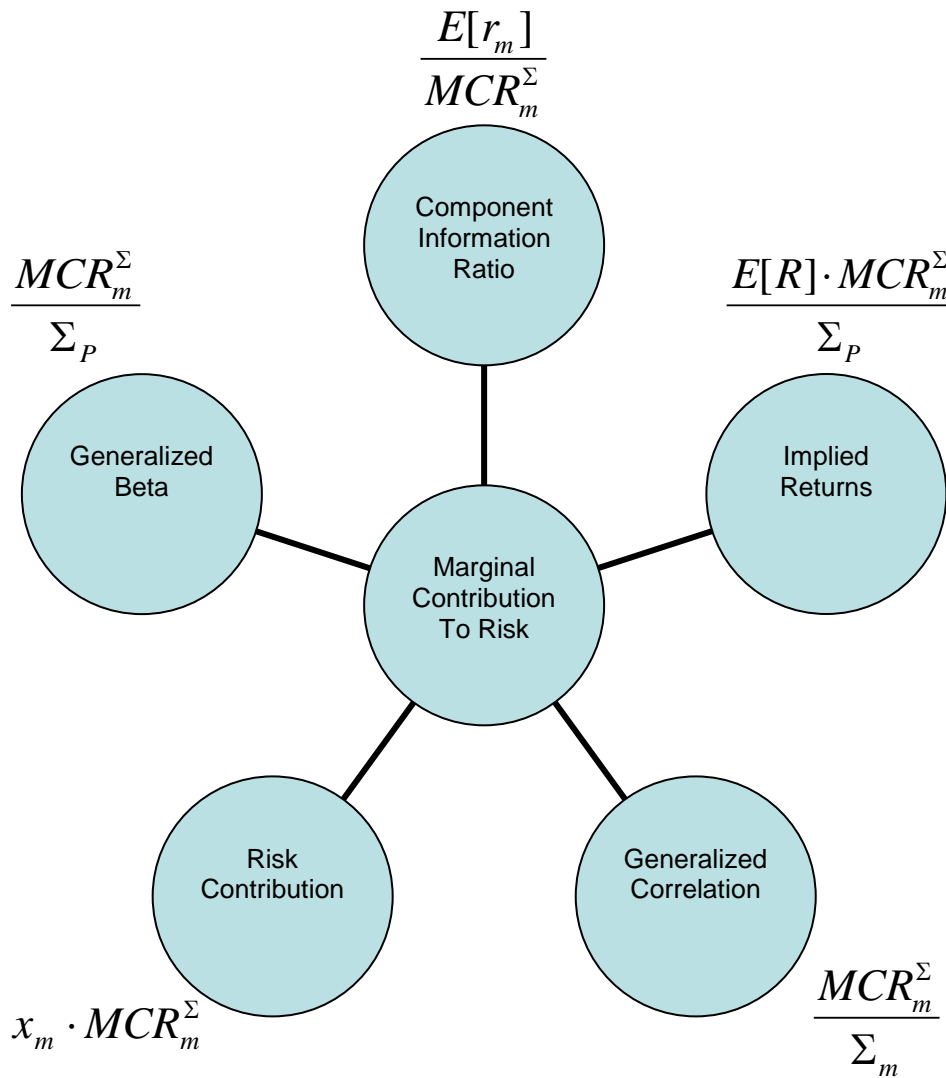 E[r_m]
MCR_m^Σ
Component
Information
Ratio
MCR_m^Σ
Σ_P
E[R] · MCR_m^Σ
Σ_P
Generalized
Beta
Implied
Returns
Marginal
Contribution
To Risk
Risk
Contribution
Generalized
Correlation
x_m · MCR_m^Σ
MCR_m^Σ
Σ_m